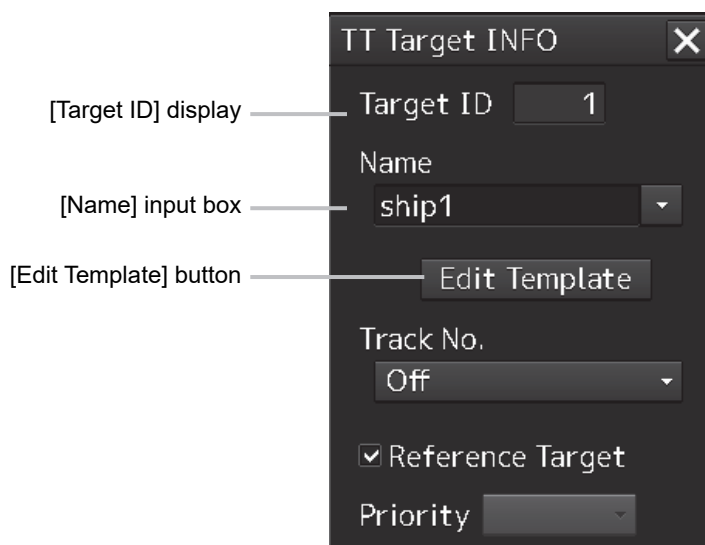 TT Target INFO
[Target ID] display
Target ID 1
Name
[Name] input box
ship1
[Edit Template] button
Edit Template
Track No.
Off
Reference Target
Priority